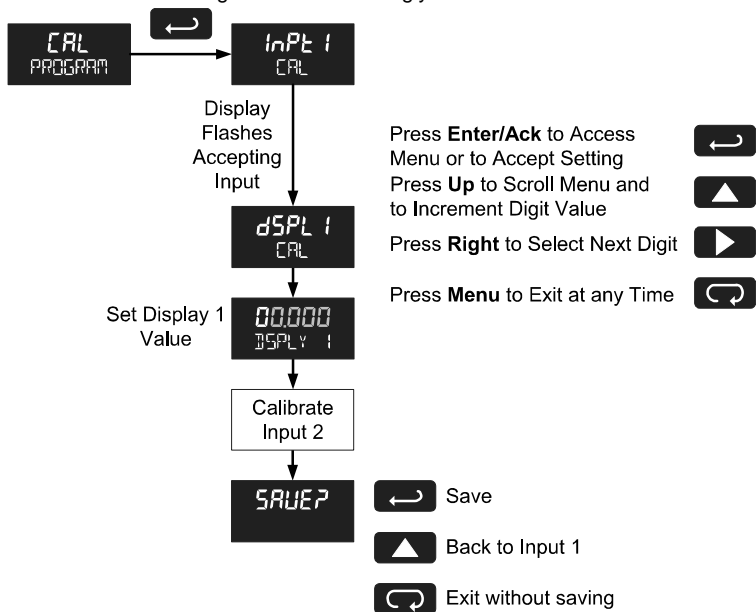 CAL
PROGRAM
InPt 1
CAL
Display
Flashes
Accepting
Input
Press Enter/Ack to Access
Menu or to Accept Setting
Press Up to Scroll Menu and
to Increment Digit Value
Press Right to Select Next Digit
Press Menu to Exit at any Time
dSPL 1
CAL
Set Display 1
Value
00.000
DSPLY 1
Calibrate
Input 2
SAVE?
Save
Back to Input 1
Exit without saving